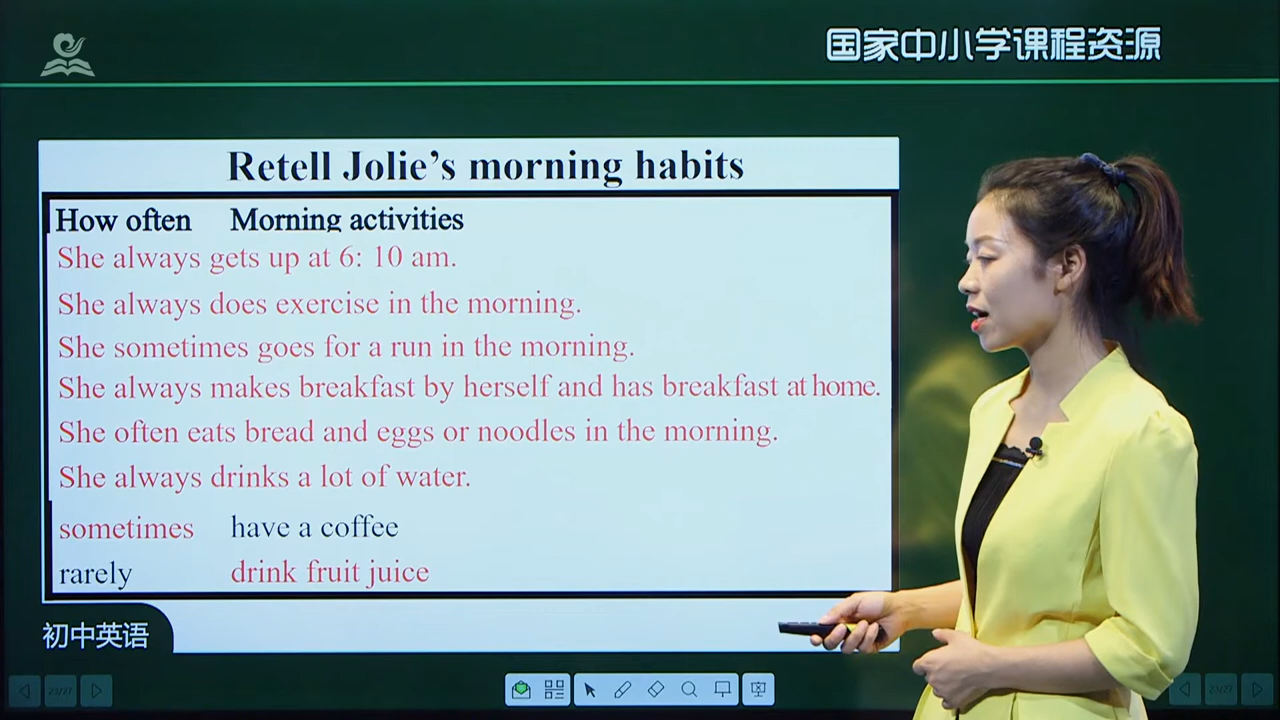 国家中小学课程资源
Retell Jolie's morning habits
How often Morning activities
She always gets up at 6: 10 am.
She always does exercise in the morning.
She sometimes goes for a run in the morning.
She always makes breakfast by herself and has breakfast at home.
She often eats bread and eggs or noodles in the morning.
She always drinks a lot of water.
sometimes have a coffee
rarely drink fruit juice
初中英语